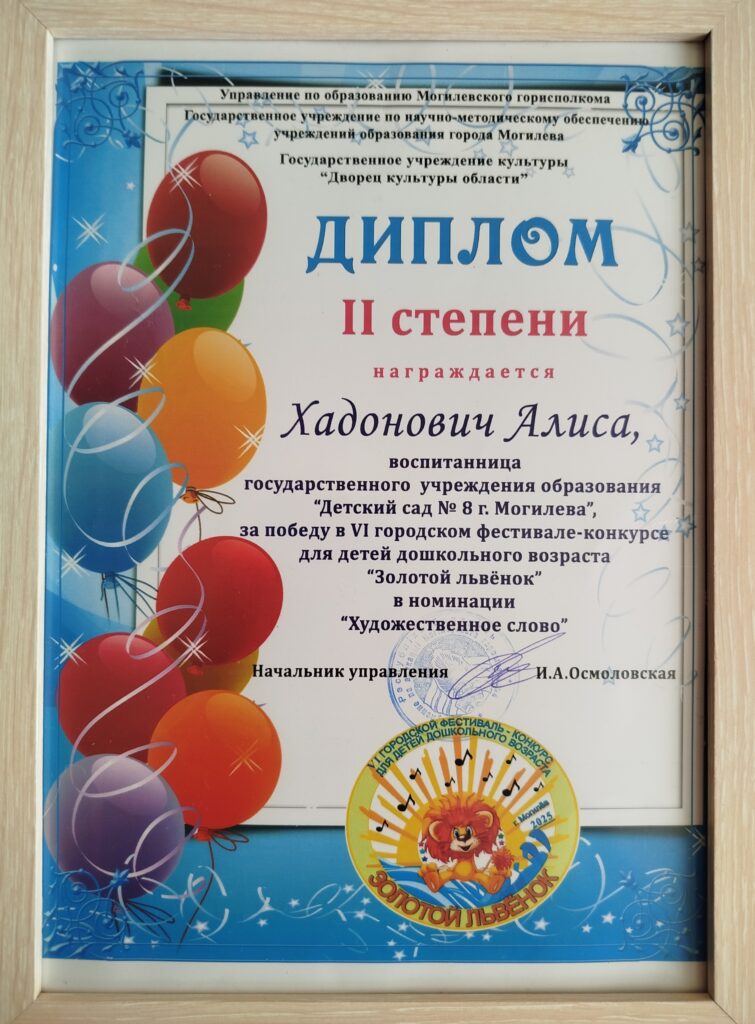 Управление по образованию Могилевского горисполкома
Государственное учреждение по научно-методическому обеспечению
учреждений образования города Могилева
Государственное учреждение культуры
“Дворец культуры области”
ДИПЛОМ
II степени
награждается
Хадонович Алиса,
воспитанница
государственного учреждения образования
“Детский сад № 8 г. Могилева”,
за победу в VI городском фестивале-конкурсе
для детей дошкольного возраста
“Золотой львёнок”
в номинации
“Художественное слово”
Начальник управления И.А.Осмоловская
VI ГОРОДСКОЙ ФЕСТИВАЛЬ - КОНКУРС
ДЛЯ ДЕТЕЙ ДОШКОЛЬНОГО ВОЗРАСТА
г. Могилёв
2025
ЗОЛОТОЙ ЛЬВЁНОК